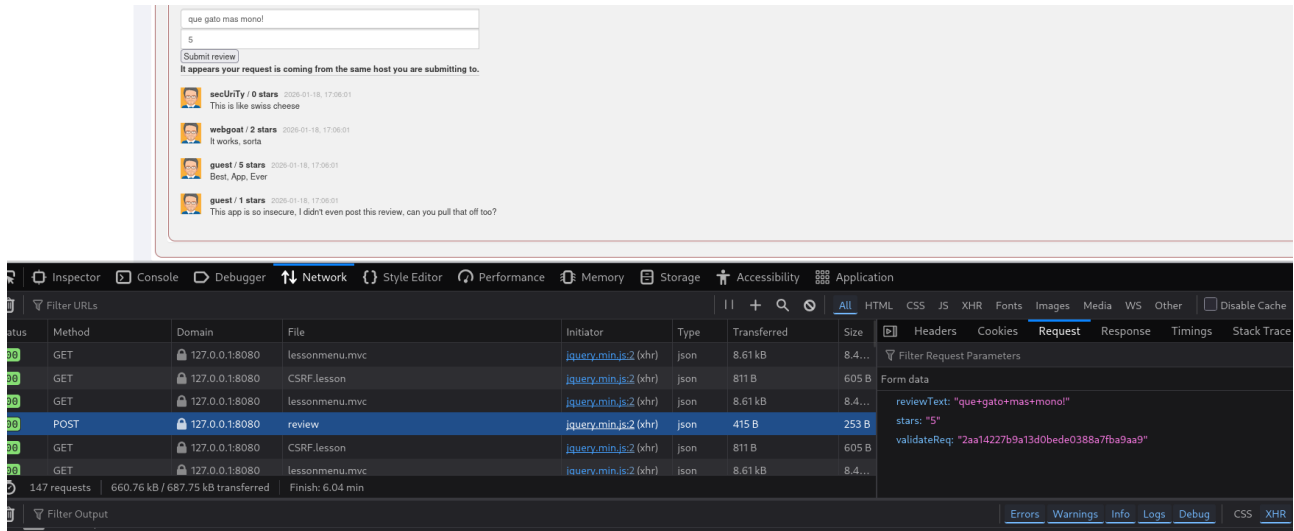 que gato mas mono!
5
Submit review
It appears your request is coming from the same host you are submitting to.
secUriTy / 0 stars 2026-01-18, 17:06:01
This is like swiss cheese
webgoat / 2 stars 2026-01-18, 17:06:01
It works, sorta
guest / 5 stars 2026-01-18, 17:06:01
Best, App, Ever
guest / 1 stars 2026-01-18, 17:06:01
This app is so insecure, I didn't even post this review, can you pull that off too?
Inspector Console Debugger Network Style Editor Performance Memory Storage Accessibility Application
Filter URLs All HTML CSS JS XHR Fonts Images Media WS Other Disable Cache
Method Domain File Initiator Type Transferred Size Headers Cookies Request Response Timings Stack Trace
GET 127.0.0.1:8080 lessonmenu.mvc jquery.min.js:2 (xhr) json 8.61 kB 8.4… Filter Request Parameters
GET 127.0.0.1:8080 CSRF.lesson jquery.min.js:2 (xhr) json 811 B 605 B Form data
GET 127.0.0.1:8080 lessonmenu.mvc jquery.min.js:2 (xhr) json 8.61 kB 8.4… reviewText: "que+gato+mas+mono!"
POST 127.0.0.1:8080 review jquery.min.js:2 (xhr) json 415 B 253 B stars: "5"
GET 127.0.0.1:8080 CSRF.lesson jquery.min.js:2 (xhr) json 811 B 605 B validateReq: "2aa14227b9a13d0bede0388a7fba9aa9"
GET 127.0.0.1:8080 lessonmenu.mvc jquery.min.js:2 (xhr) json 8.61 kB 8.4…
147 requests 660.76 kB / 687.75 kB transferred Finish: 6.04 min
Filter Output Errors Warnings Info Logs Debug CSS XHR